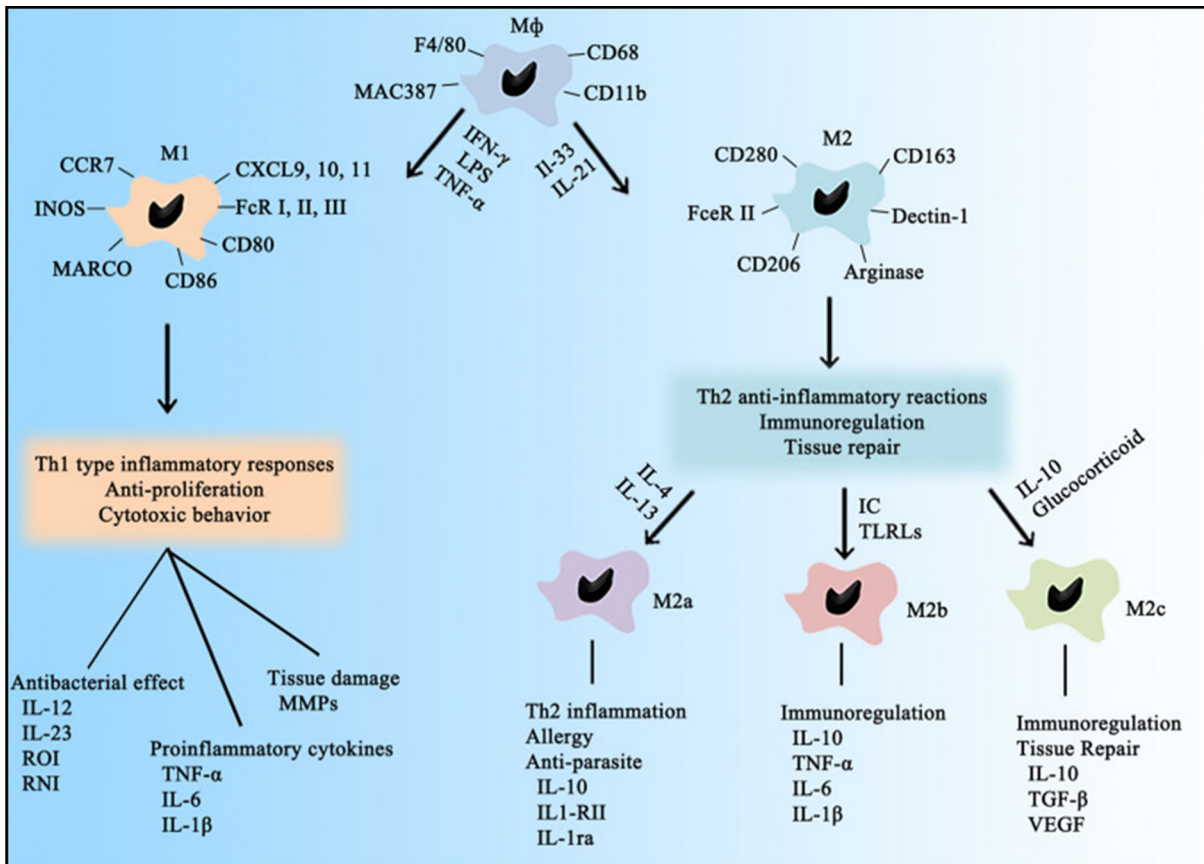 Mϕ
F4/80
CD68
MAC387
CD11b
IFN-γ
LPS
TNF-α
Il-33
IL-21
M1
CCR7
CXCL9, 10, 11
INOS
FcR I, II, III
MARCO
CD80
CD86
M2
CD280
CD163
FceR II
Dectin-1
CD206
Arginase
Th1 type inflammatory responses
Anti-proliferation
Cytotoxic behavior
Th2 anti-inflammatory reactions
Immunoregulation
Tissue repair
IL-4
IL-13
IC
TLRLs
IL-10
Glucocorticoid
M2a
M2b
M2c
Antibacterial effect
IL-12
IL-23
ROI
RNI
Proinflammatory cytokines
TNF-α
IL-6
IL-1β
Tissue damage
MMPs
Th2 inflammation
Allergy
Anti-parasite
IL-10
IL1-RII
IL-1ra
Immunoregulation
IL-10
TNF-α
IL-6
IL-1β
Immunoregulation
Tissue Repair
IL-10
TGF-β
VEGF